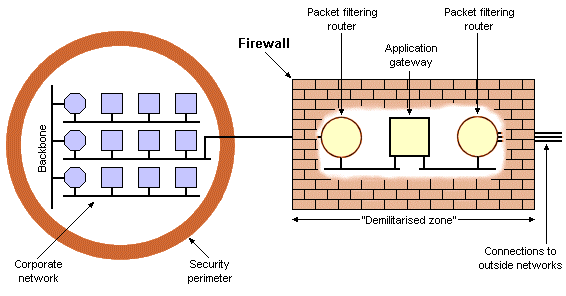 Packet filtering
router
Packet filtering
router
Firewall
Application
gateway
Backbone
"Demilitarised zone"
Corporate
network
Security
perimeter
Connections to
outside networks